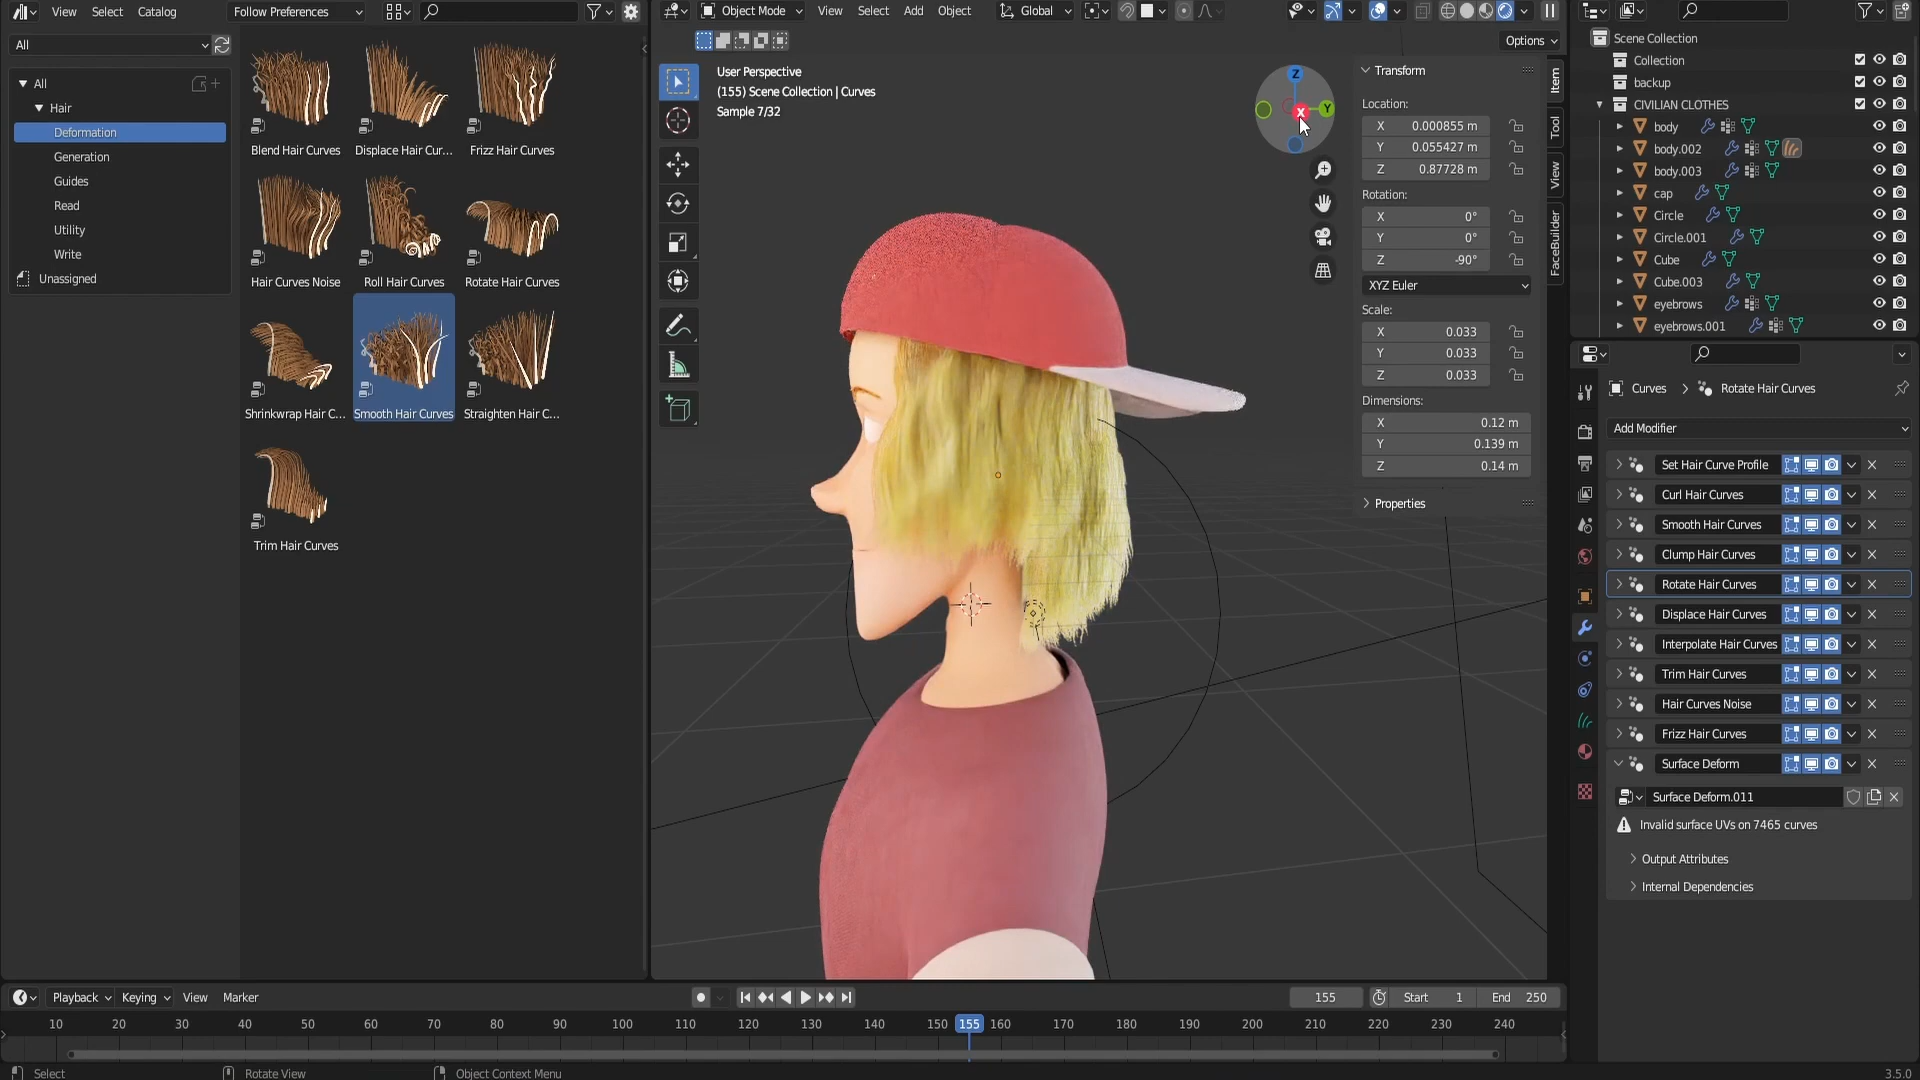 View Select Catalog Follow Preferences
All
All
Hair
Deformation
Generation
Guides
Read
Utility
Write
Unassigned
Blend Hair Curves Displace Hair Cur... Frizz Hair Curves
Hair Curves Noise Roll Hair Curves Rotate Hair Curves
Shrinkwrap Hair C... Smooth Hair Curves Straighten Hair C...
Trim Hair Curves
Object Mode View Select Add Object Global
Options
User Perspective
(155) Scene Collection | Curves
Sample 7/32
Z
X Y
Transform
Location:
X 0.000855 m
Y 0.055427 m
Z 0.87728 m
Rotation:
X 0°
Y 0°
Z -90°
XYZ Euler
Scale:
X 0.033
Y 0.033
Z 0.033
Dimensions:
X 0.12 m
Y 0.139 m
Z 0.14 m
Properties
Item
Tool
View
FaceBuilder
Scene Collection
Collection
backup
CIVILIAN CLOTHES
body
body.002
body.003
cap
Circle
Circle.001
Cube
Cube.003
eyebrows
eyebrows.001
Curves Rotate Hair Curves
Add Modifier
Set Hair Curve Profile
Curl Hair Curves
Smooth Hair Curves
Clump Hair Curves
Rotate Hair Curves
Displace Hair Curves
Interpolate Hair Curves
Trim Hair Curves
Hair Curves Noise
Frizz Hair Curves
Surface Deform
Surface Deform.011
Invalid surface UVs on 7465 curves
Output Attributes
Internal Dependencies
Playback Keying View Marker 155 Start 1 End 250
10 20 30 40 50 60 70 80 90 100 110 120 130 140 150 155 160 170 180 190 200 210 220 230 240
Select Rotate View Object Context Menu 3.5.0